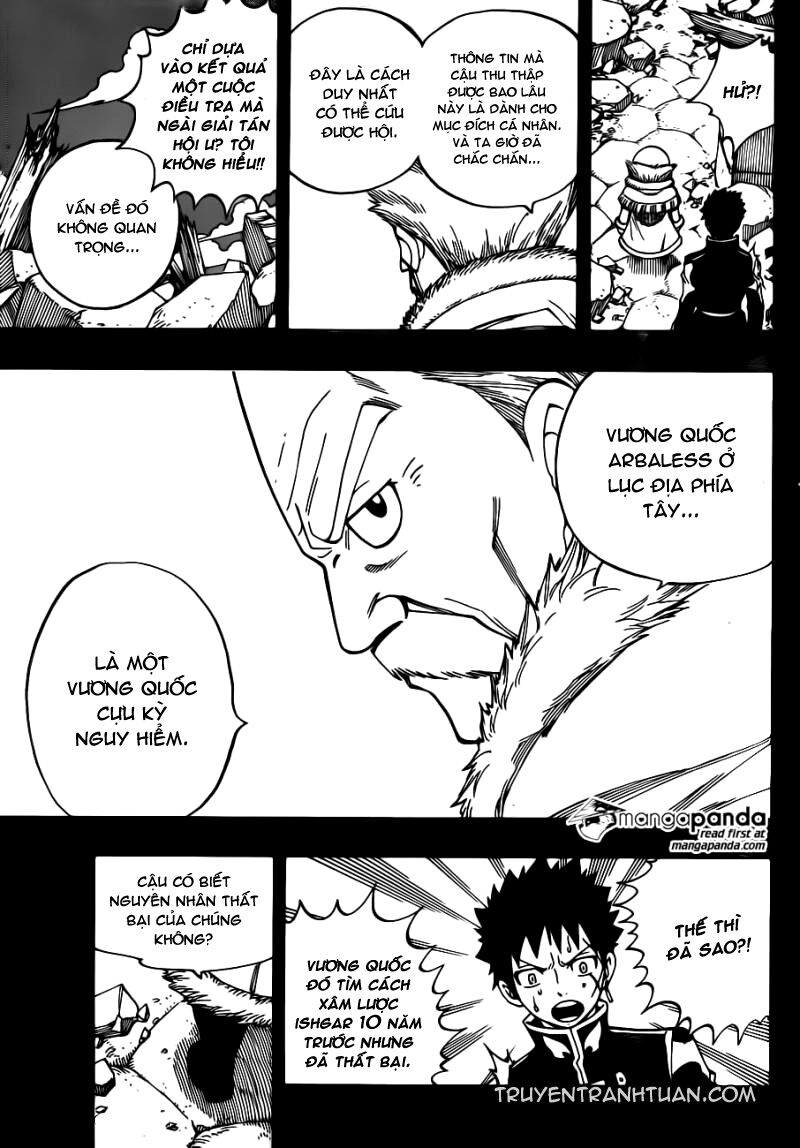 HỬ?!
THÔNG TIN MÀ
CẬU THU THẬP
ĐƯỢC BAO LÂU
NÀY LÀ DÀNH CHO
MỤC ĐÍCH CÁ NHÂN.
VÀ TA GIỜ ĐÃ
CHẮC CHẮN...
ĐÂY LÀ CÁCH
DUY NHẤT
CÓ THỂ CỨU
ĐƯỢC HỘI.
CHỈ DỰA
VÀO KẾT QUẢ
MỘT CUỘC
ĐIỀU TRA MÀ
NGÀI GIẢI TÁN
HỘI Ư? TÔI
KHÔNG HIỂU!!
VẤN ĐỀ ĐÓ
KHÔNG QUAN
TRỌNG...
VƯƠNG QUỐC
ARBALESS Ở
LỤC ĐỊA PHÍA
TÂY...
LÀ MỘT
VƯƠNG QUỐC
CỰU KỲ
NGUY HIỂM.
mangapanda
read first at
mangapanda.com
THẾ THÌ
ĐÃ SAO?!
VƯƠNG QUỐC
ĐÓ TÌM CÁCH
XÂM LƯỢC
ISHGAR 10 NĂM
TRƯỚC NHƯNG
ĐÃ THẤT BẠI.
CẬU CÓ BIẾT
NGUYÊN NHÂN THẤT
BẠI CỦA CHÚNG
KHÔNG?
TRUYENTRANHTUAN.COM